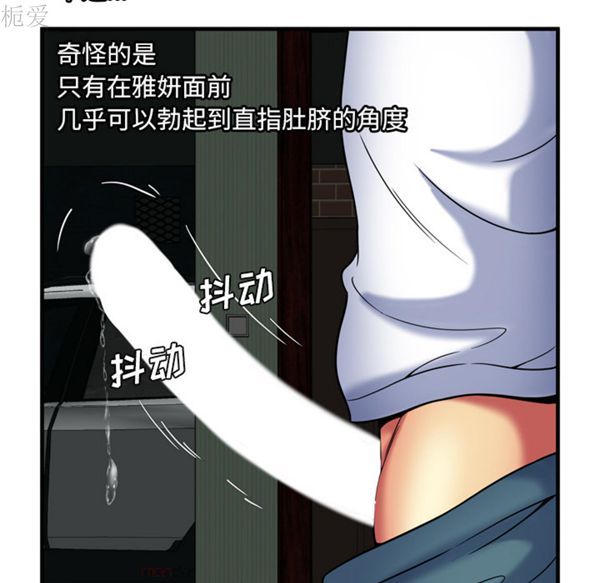 栀爱
奇怪的是
只有在雅妍面前
几乎可以勃起到直指肚脐的角度
抖动
抖动